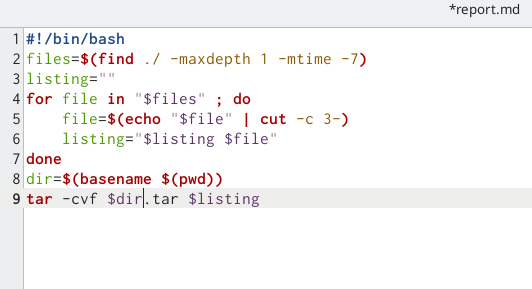 *report.md
1 #!/bin/bash
2 files=$(find ./ -maxdepth 1 -mtime -7)
3 listing=""
4 for file in "$files" ; do
5     file=$(echo "$file" | cut -c 3-)
6     listing="$listing $file"
7 done
8 dir=$(basename $(pwd))
9 tar -cvf $dir.tar $listing